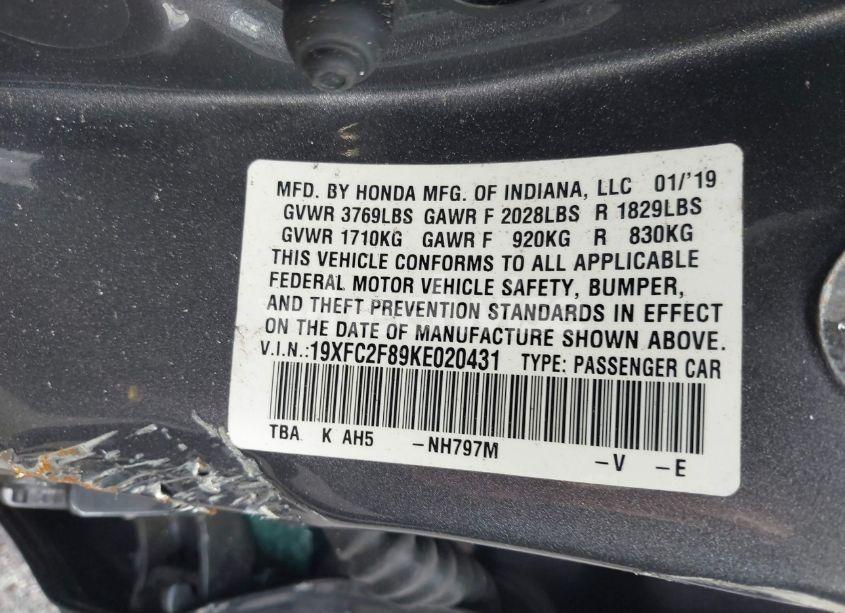 MFD. BY HONDA MFG. OF INDIANA, LLC 01/'19
GVWR 3769LBS GAWR F 2028LBS R 1829LBS
GVWR 1710KG GAWR F 920KG R 830KG
THIS VEHICLE CONFORMS TO ALL APPLICABLE
FEDERAL MOTOR VEHICLE SAFETY, BUMPER,
AND THEFT PREVENTION STANDARDS IN EFFECT
ON THE DATE OF MANUFACTURE SHOWN ABOVE.
V.I.N.:19XFC2F89KE020431 TYPE: PASSENGER CAR
TBA K AH5 -NH797M -V -E